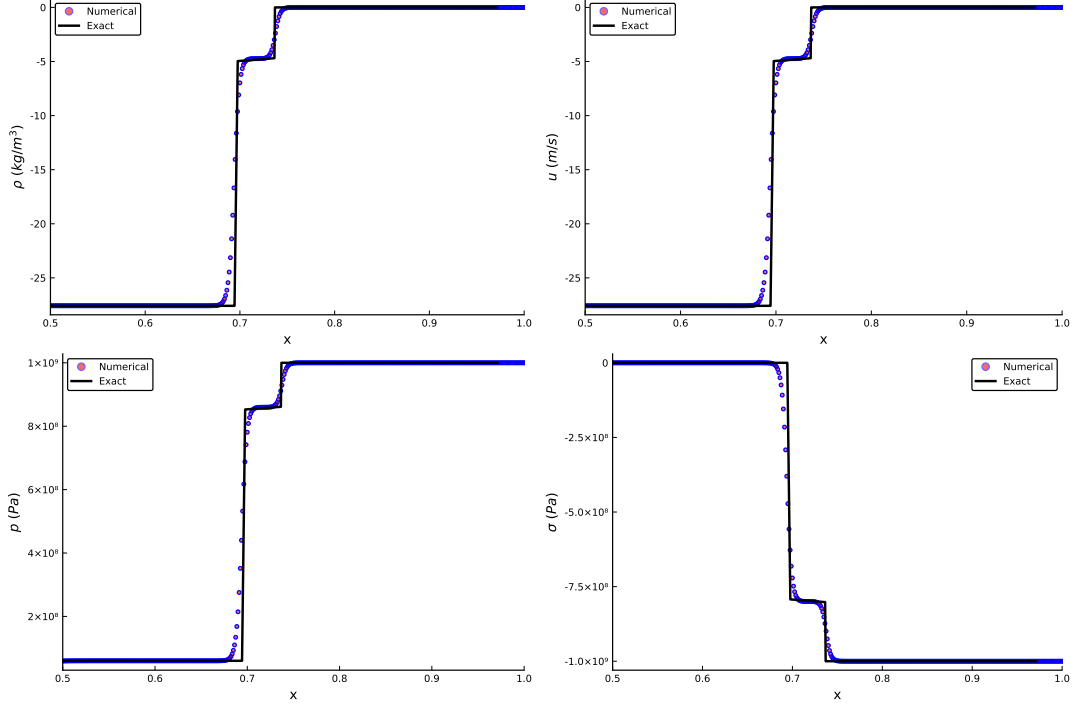 Numerical
Exact
0
-5
-10
-15
-20
-25
ρ (kg/m³)
0.5 0.6 0.7 0.8 0.9 1.0
x
Numerical
Exact
0
-5
-10
-15
-20
-25
u (m/s)
0.5 0.6 0.7 0.8 0.9 1.0
x
Numerical
Exact
1×10⁹
8×10⁸
6×10⁸
4×10⁸
2×10⁸
p (Pa)
0.5 0.6 0.7 0.8 0.9 1.0
x
Numerical
Exact
0
-2.5×10⁸
-5.0×10⁸
-7.5×10⁸
-1.0×10⁹
σ (Pa)
0.5 0.6 0.7 0.8 0.9 1.0
x